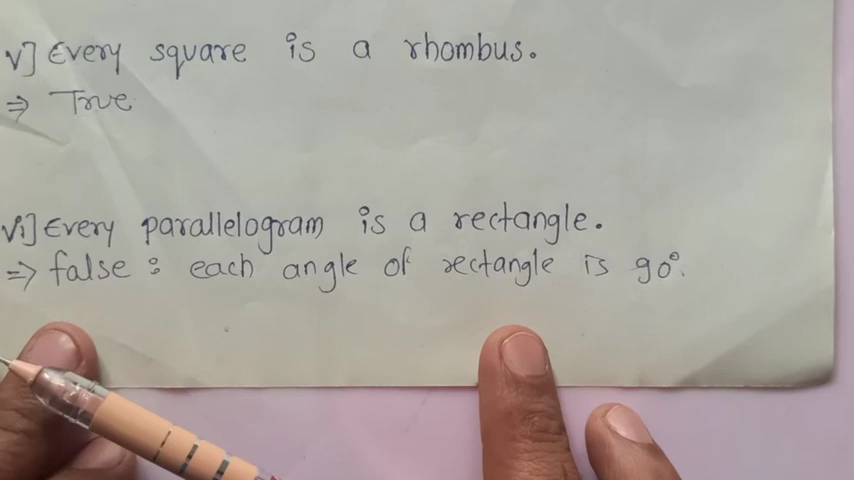 v] Every square is a rhombus.
⇒ True
vi] Every parallelogram is a rectangle.
⇒ false : each angle of rectangle is 90°.